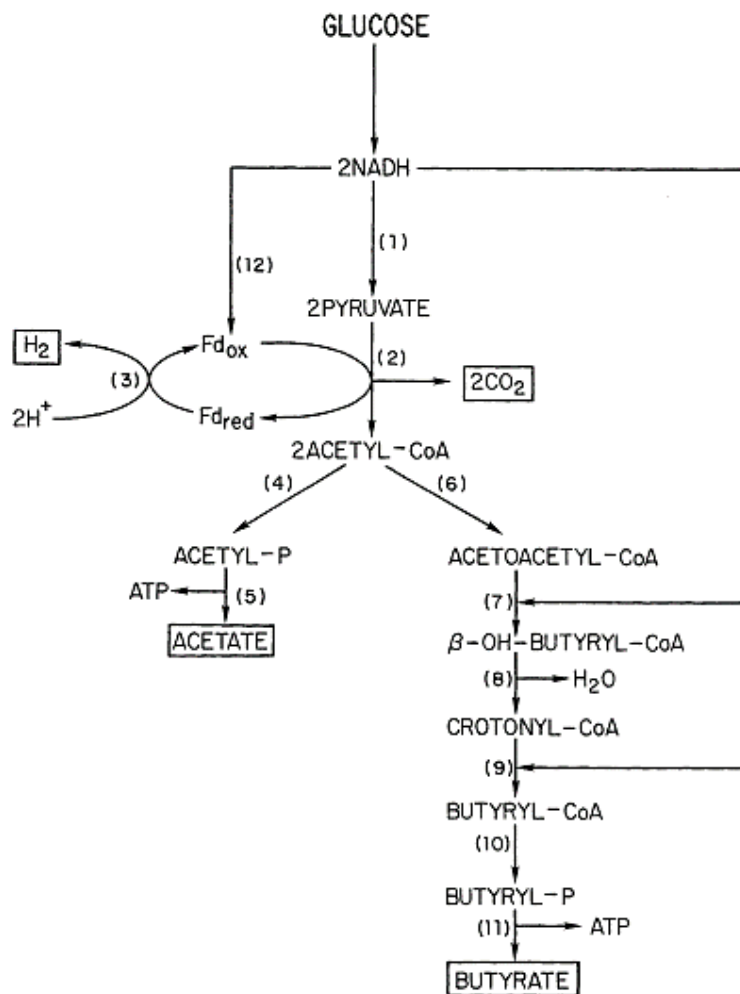 GLUCOSE
2NADH
(1)
(12)
2PYRUVATE
H2
Fdox
(2)
(3)
2CO2
2H+
Fdred
2ACETYL-CoA
(4)
(6)
ACETYL-P
ACETOACETYL-CoA
ATP
(5)
(7)
ACETATE
β-OH-BUTYRYL-CoA
(8)
H2O
CROTONYL-CoA
(9)
BUTYRYL-CoA
(10)
BUTYRYL-P
(11)
ATP
BUTYRATE